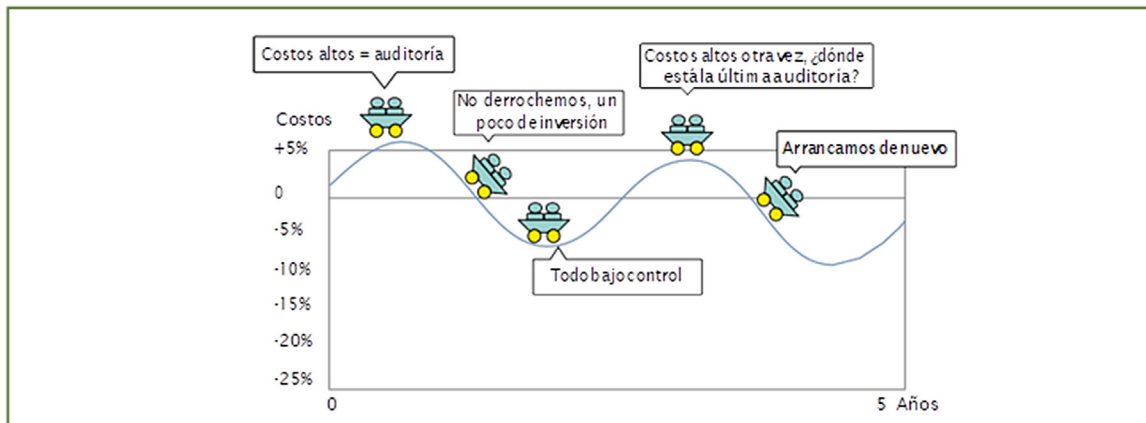 Costos altos = auditoría
Costos altos otra vez, ¿dónde
está la última auditoría?
No derrochemos, un
poco de inversión
Arrancamos de nuevo
Todo bajo control
Costos
+5%
0
-5%
-10%
-15%
-20%
-25%
0
5 Años